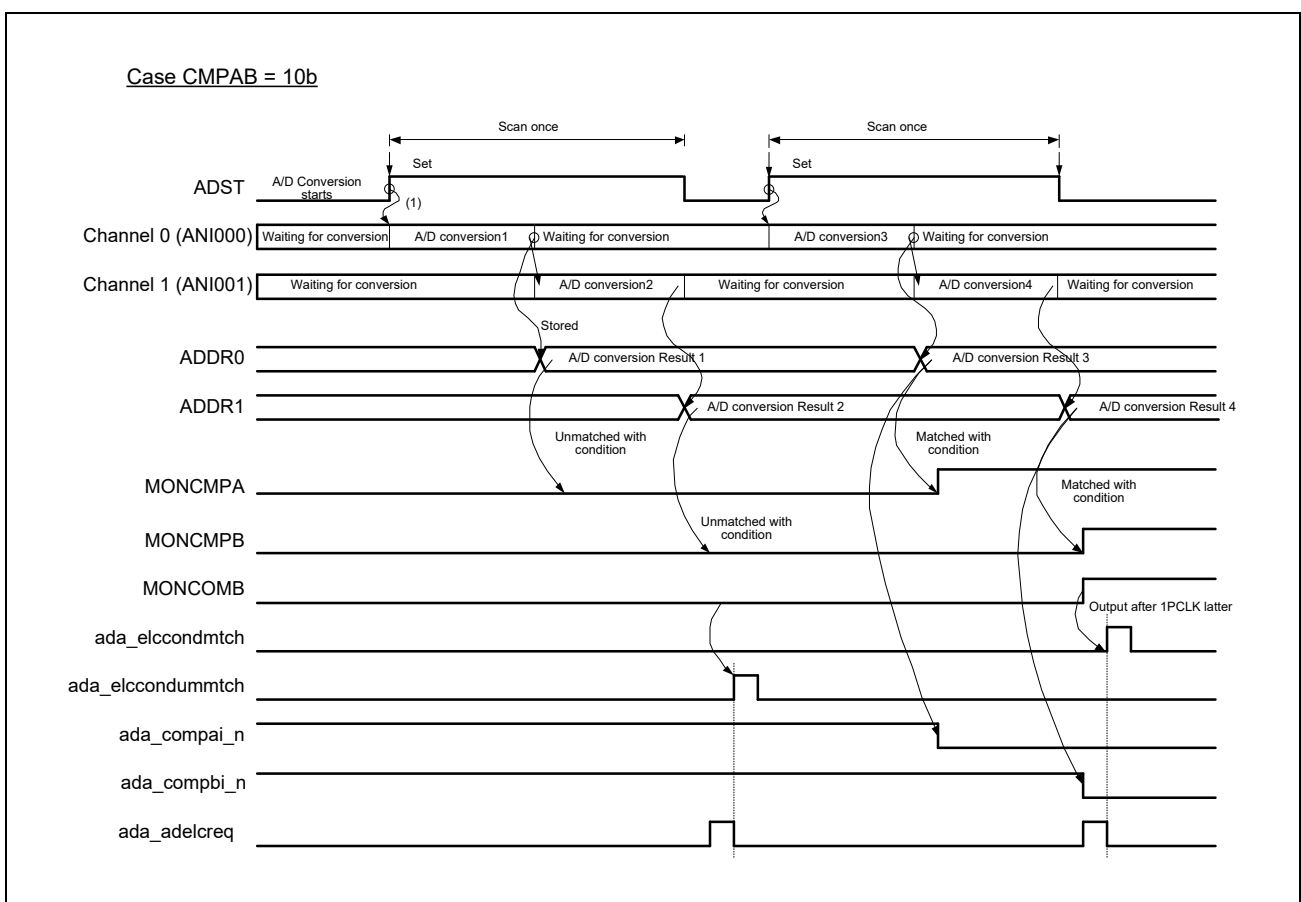 Case CMPAB = 10b
Scan once
Scan once
ADST
A/D Conversion
starts
Set
Set
(1)
Channel 0 (ANI000)
Waiting for conversion
A/D conversion1
Waiting for conversion
A/D conversion3
Waiting for conversion
Channel 1 (ANI001)
Waiting for conversion
A/D conversion2
Waiting for conversion
A/D conversion4
Waiting for conversion
Stored
ADDR0
A/D conversion Result 1
A/D conversion Result 3
ADDR1
A/D conversion Result 2
A/D conversion Result 4
Unmatched with
condition
Matched with
condition
MONCMPA
Matched with
condition
Unmatched with
condition
MONCMPB
MONCOMB
Output after 1PCLK latter
ada_elccondmtch
ada_elccondummtch
ada_compai_n
ada_compbi_n
ada_adelcreq